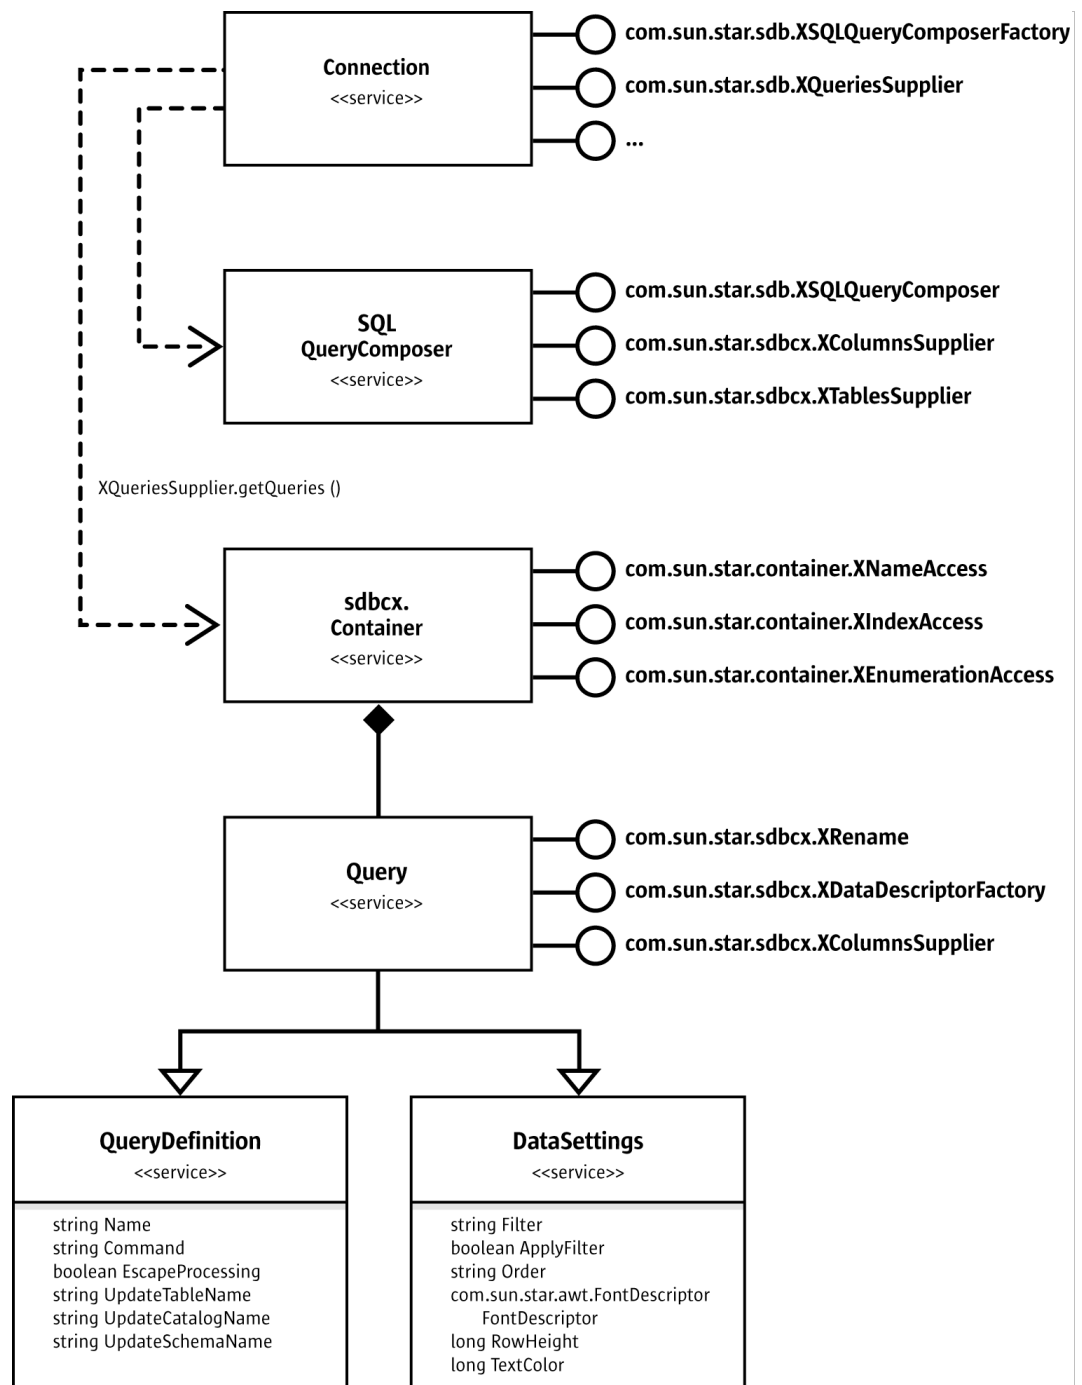 Connection
<<service>>
com.sun.star.sdb.XSQLQueryComposerFactory
com.sun.star.sdb.XQueriesSupplier
...
SQL
QueryComposer
<<service>>
com.sun.star.sdb.XSQLQueryComposer
com.sun.star.sdbcx.XColumnsSupplier
com.sun.star.sdbcx.XTablesSupplier
XQueriesSupplier.getQueries ()
sdbcx.
Container
<<service>>
com.sun.star.container.XNameAccess
com.sun.star.container.XIndexAccess
com.sun.star.container.XEnumerationAccess
Query
<<service>>
com.sun.star.sdbcx.XRename
com.sun.star.sdbcx.XDataDescriptorFactory
com.sun.star.sdbcx.XColumnsSupplier
QueryDefinition
<<service>>
string Name
string Command
boolean EscapeProcessing
string UpdateTableName
string UpdateCatalogName
string UpdateSchemaName
DataSettings
<<service>>
string Filter
boolean ApplyFilter
string Order
com.sun.star.awt.FontDescriptor
FontDescriptor
long RowHeight
long TextColor